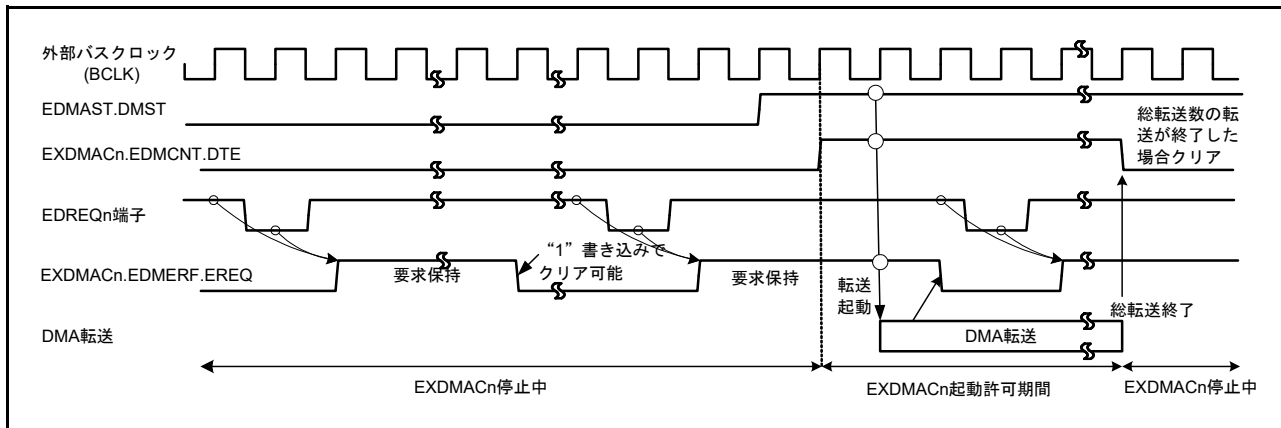 外部バスクロック
(BCLK)
EDMAST.DMST
総転送数の転
送が終了した
場合クリア
EXDMACn.EDMCNT.DTE
EDREQn端子
“1” 書き込みで
クリア可能
EXDMACn.EDMERF.EREQ
要求保持
要求保持
転送
起動
総転送終了
DMA転送
DMA転送
EXDMACn停止中
EXDMACn起動許可期間
EXDMACn停止中